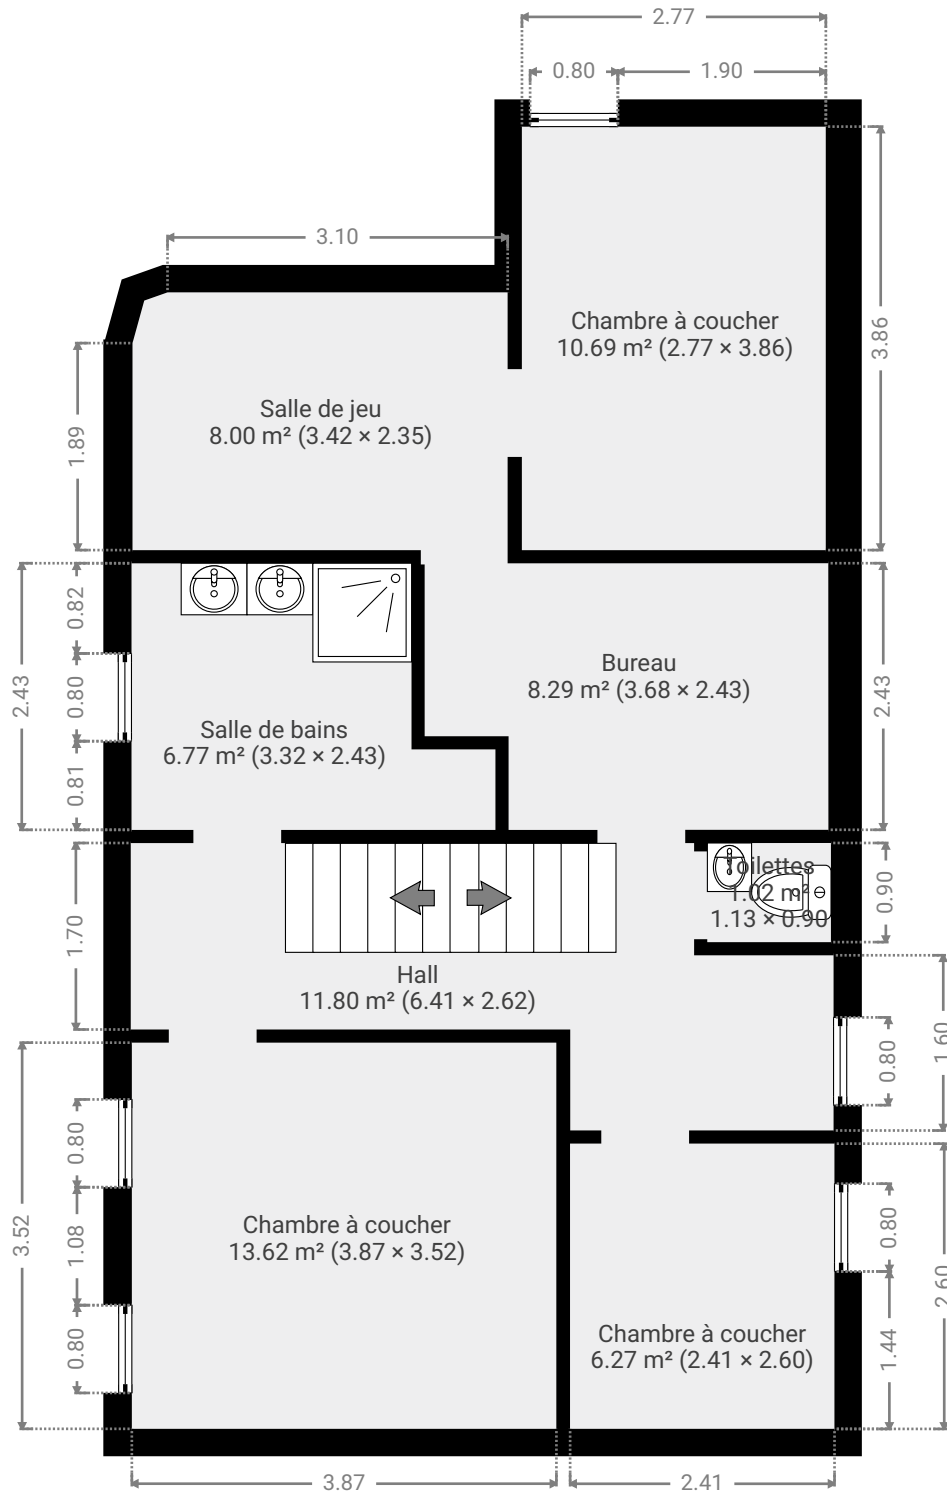 2.77
0.80
1.90
3.10
Chambre à coucher
10.69 m² (2.77 × 3.86)
3.86
Salle de jeu
8.00 m² (3.42 × 2.35)
1.89
0.82
2.43
0.80
0.81
Bureau
8.29 m² (3.68 × 2.43)
2.43
Salle de bains
6.77 m² (3.32 × 2.43)
Toilettes
1.02 m²
1.13 × 0.90
0.90
1.70
Hall
11.80 m² (6.41 × 2.62)
1.60
0.80
0.80
3.52
1.08
0.80
Chambre à coucher
13.62 m² (3.87 × 3.52)
0.80
2.60
1.44
Chambre à coucher
6.27 m² (2.41 × 2.60)
3.87
2.41